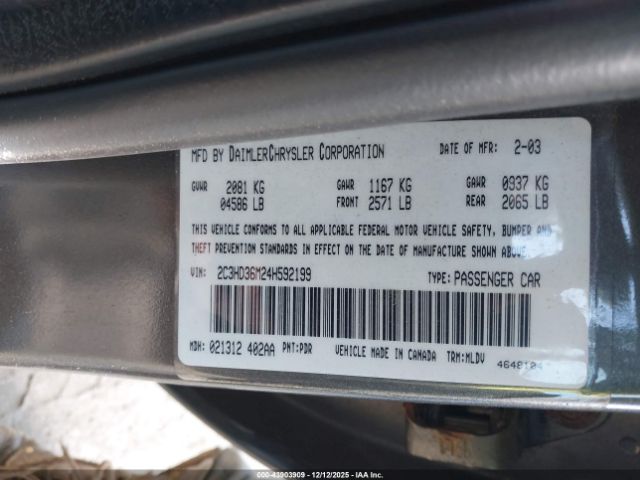 MFD BY DAIMLERCHRYSLER CORPORATION DATE OF MFR: 2-03
GVWR 2081 KG GAWR 1167 KG GAWR 0937 KG
04586 LB FRONT 2571 LB REAR 2065 LB
THIS VEHICLE CONFORMS TO ALL APPLICABLE FEDERAL MOTOR VEHICLE SAFETY, BUMPER AND
THEFT PREVENTION STANDARDS IN EFFECT ON THE DATE OF MANUFACTURE SHOWN ABOVE.
VIN: 2C3HD36M24H592199 TYPE: PASSENGER CAR
MDH: 021312 402AA PNT:PDR VEHICLE MADE IN CANADA TRM:MLDV
000-43903909 - 12/12/2025 - IAA Inc.